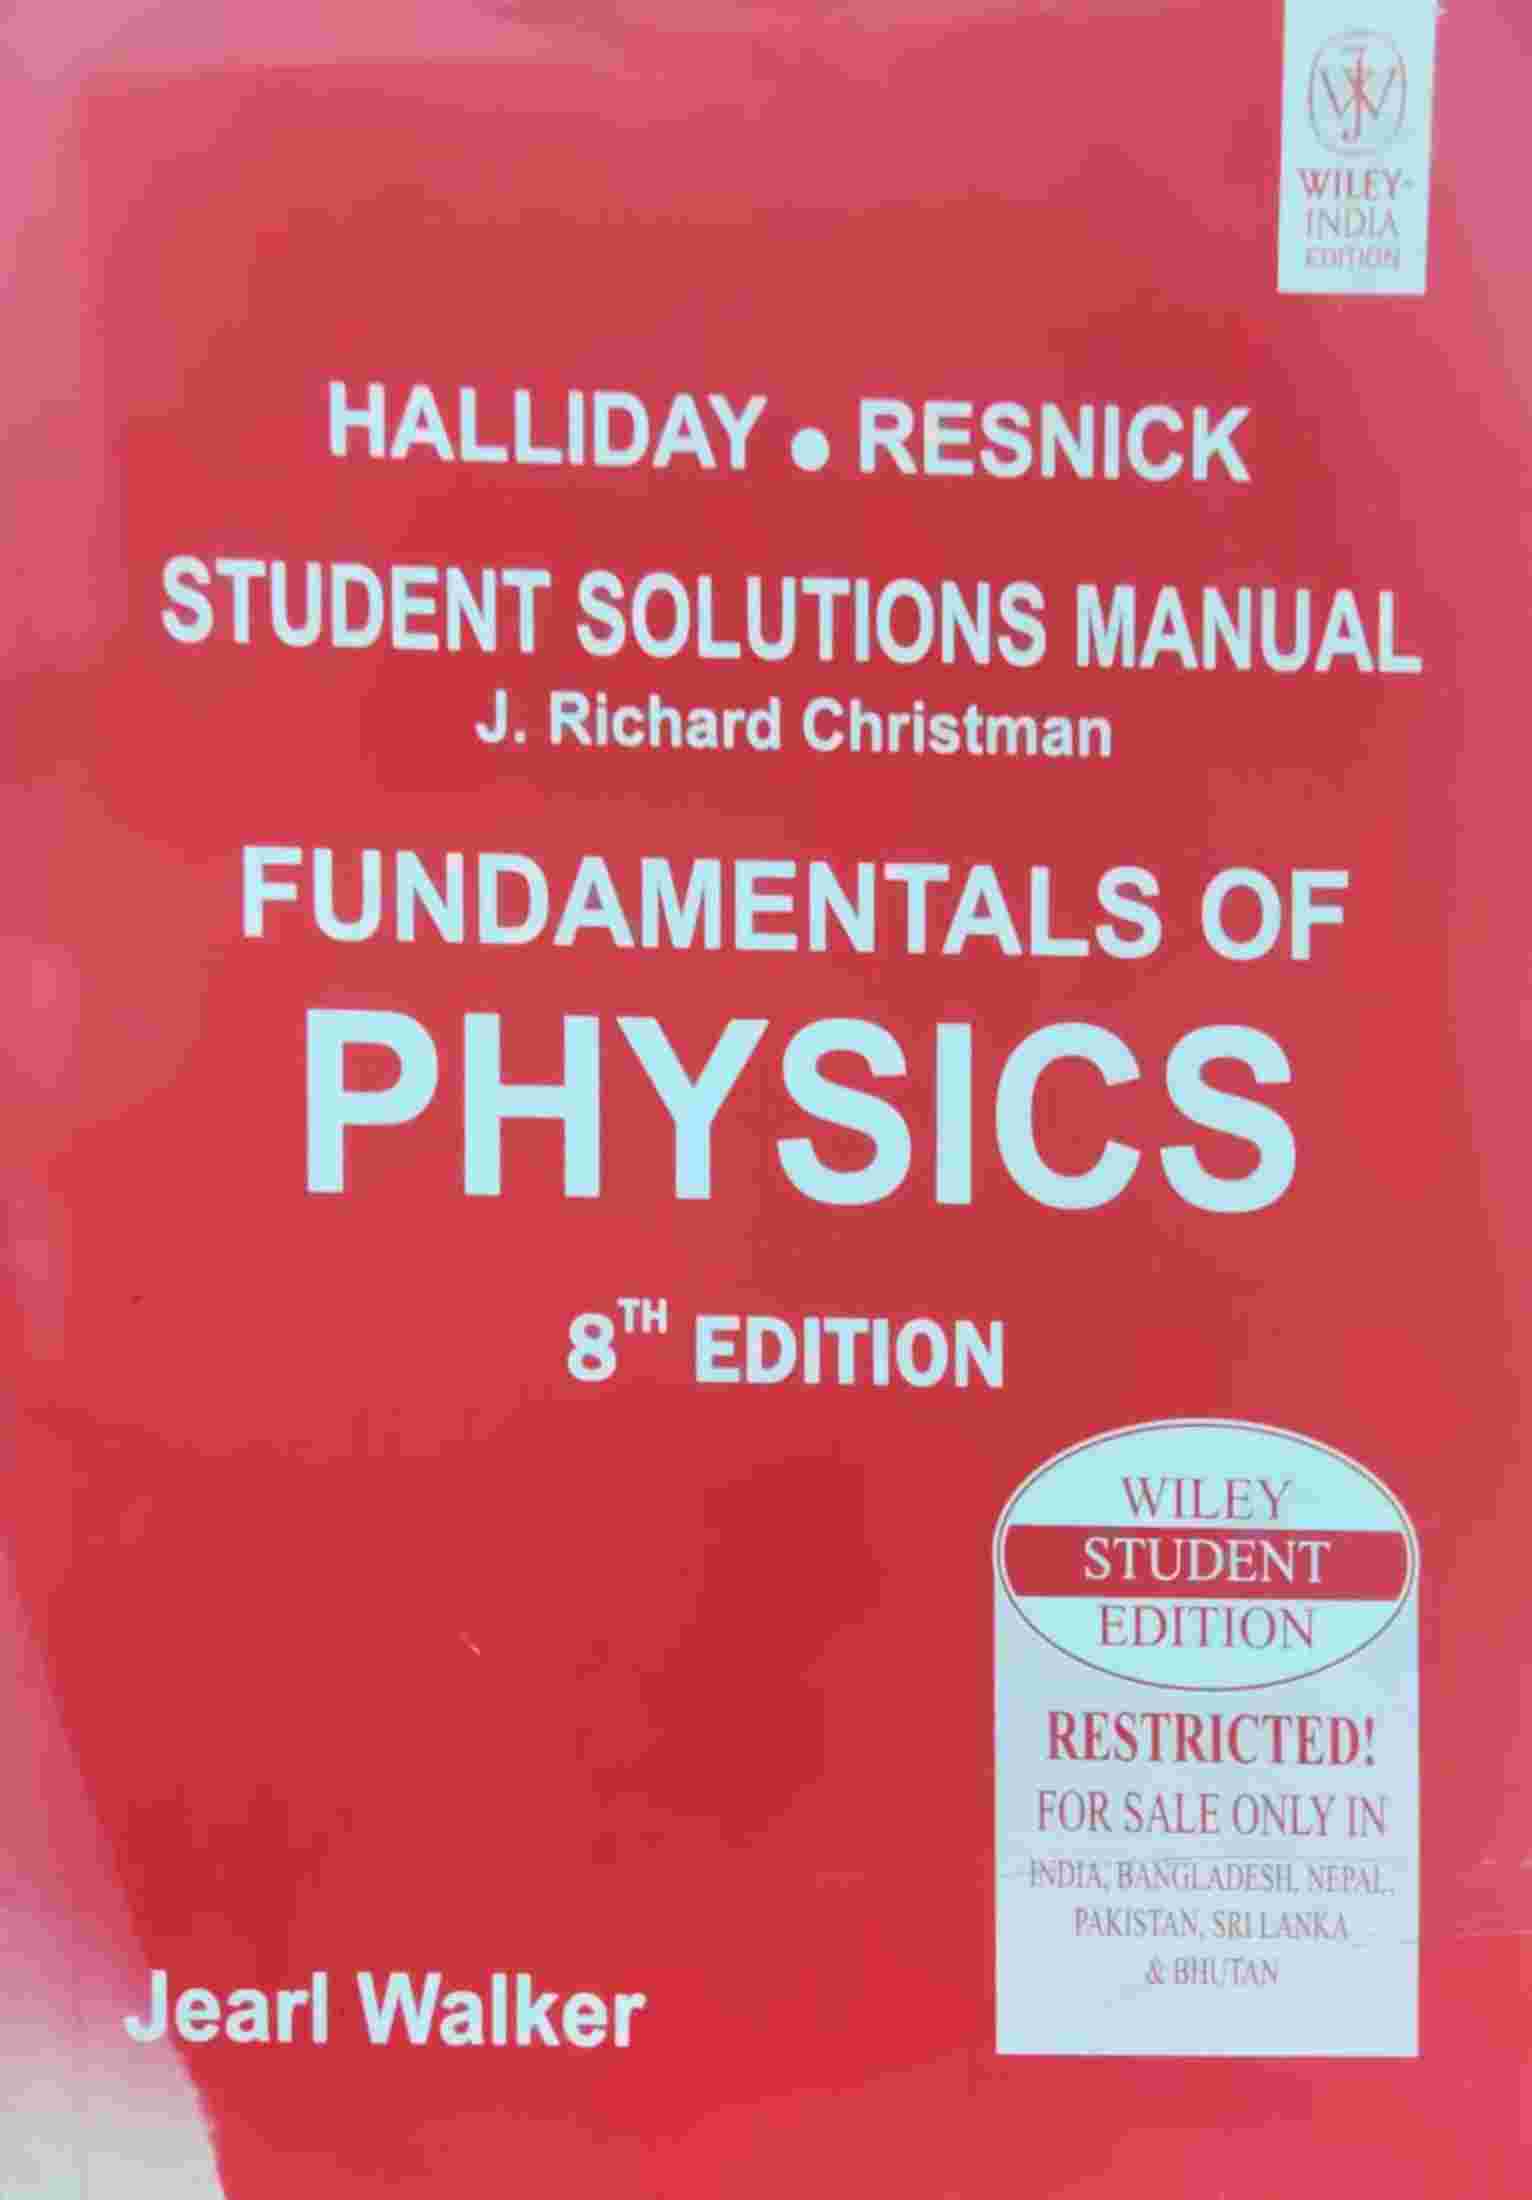 WILEY-
INDIA
EDITION
HALLIDAY • RESNICK
STUDENT SOLUTIONS MANUAL
J. Richard Christman
FUNDAMENTALS OF
PHYSICS
8TH EDITION
WILEY
STUDENT
EDITION
RESTRICTED!
FOR SALE ONLY IN
INDIA, BANGLADESH, NEPAL,
PAKISTAN, SRI LANKA
& BHUTAN
Jearl Walker